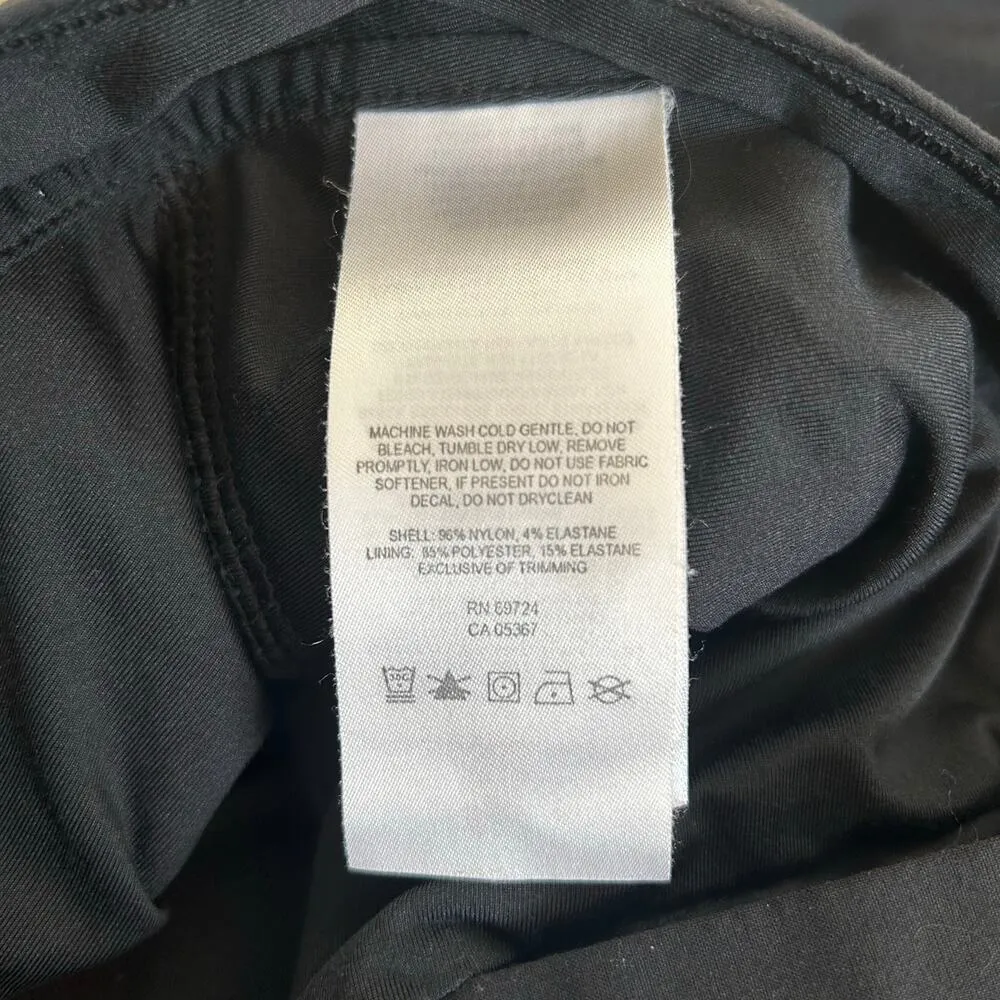 MACHINE WASH COLD GENTLE, DO NOT
BLEACH, TUMBLE DRY LOW, REMOVE
PROMPTLY, IRON LOW, DO NOT USE FABRIC
SOFTENER, IF PRESENT DO NOT IRON
DECAL, DO NOT DRYCLEAN
SHELL: 96% NYLON, 4% ELASTANE
LINING: 85% POLYESTER, 15% ELASTANE
EXCLUSIVE OF TRIMMING
RN 69724
CA 05367
30C